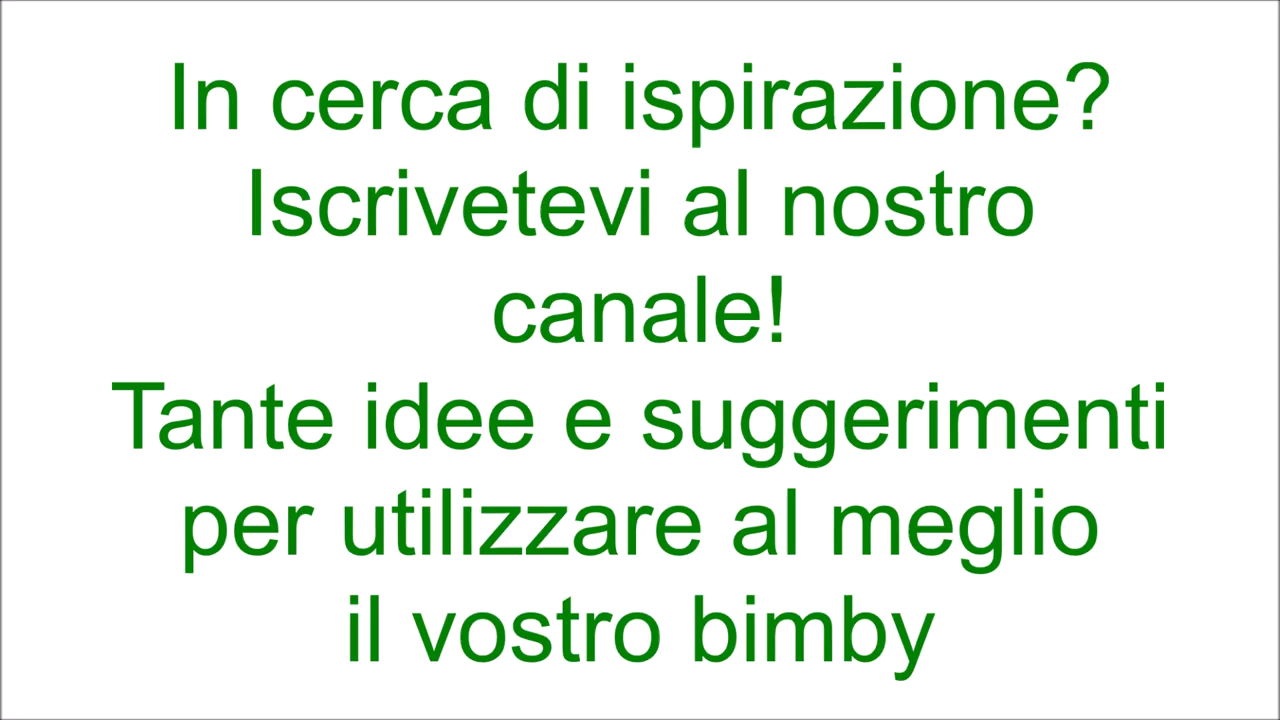 In cerca di ispirazione?
Iscrivetevi al nostro
canale!
Tante idee e suggerimenti
per utilizzare al meglio
il vostro bimby